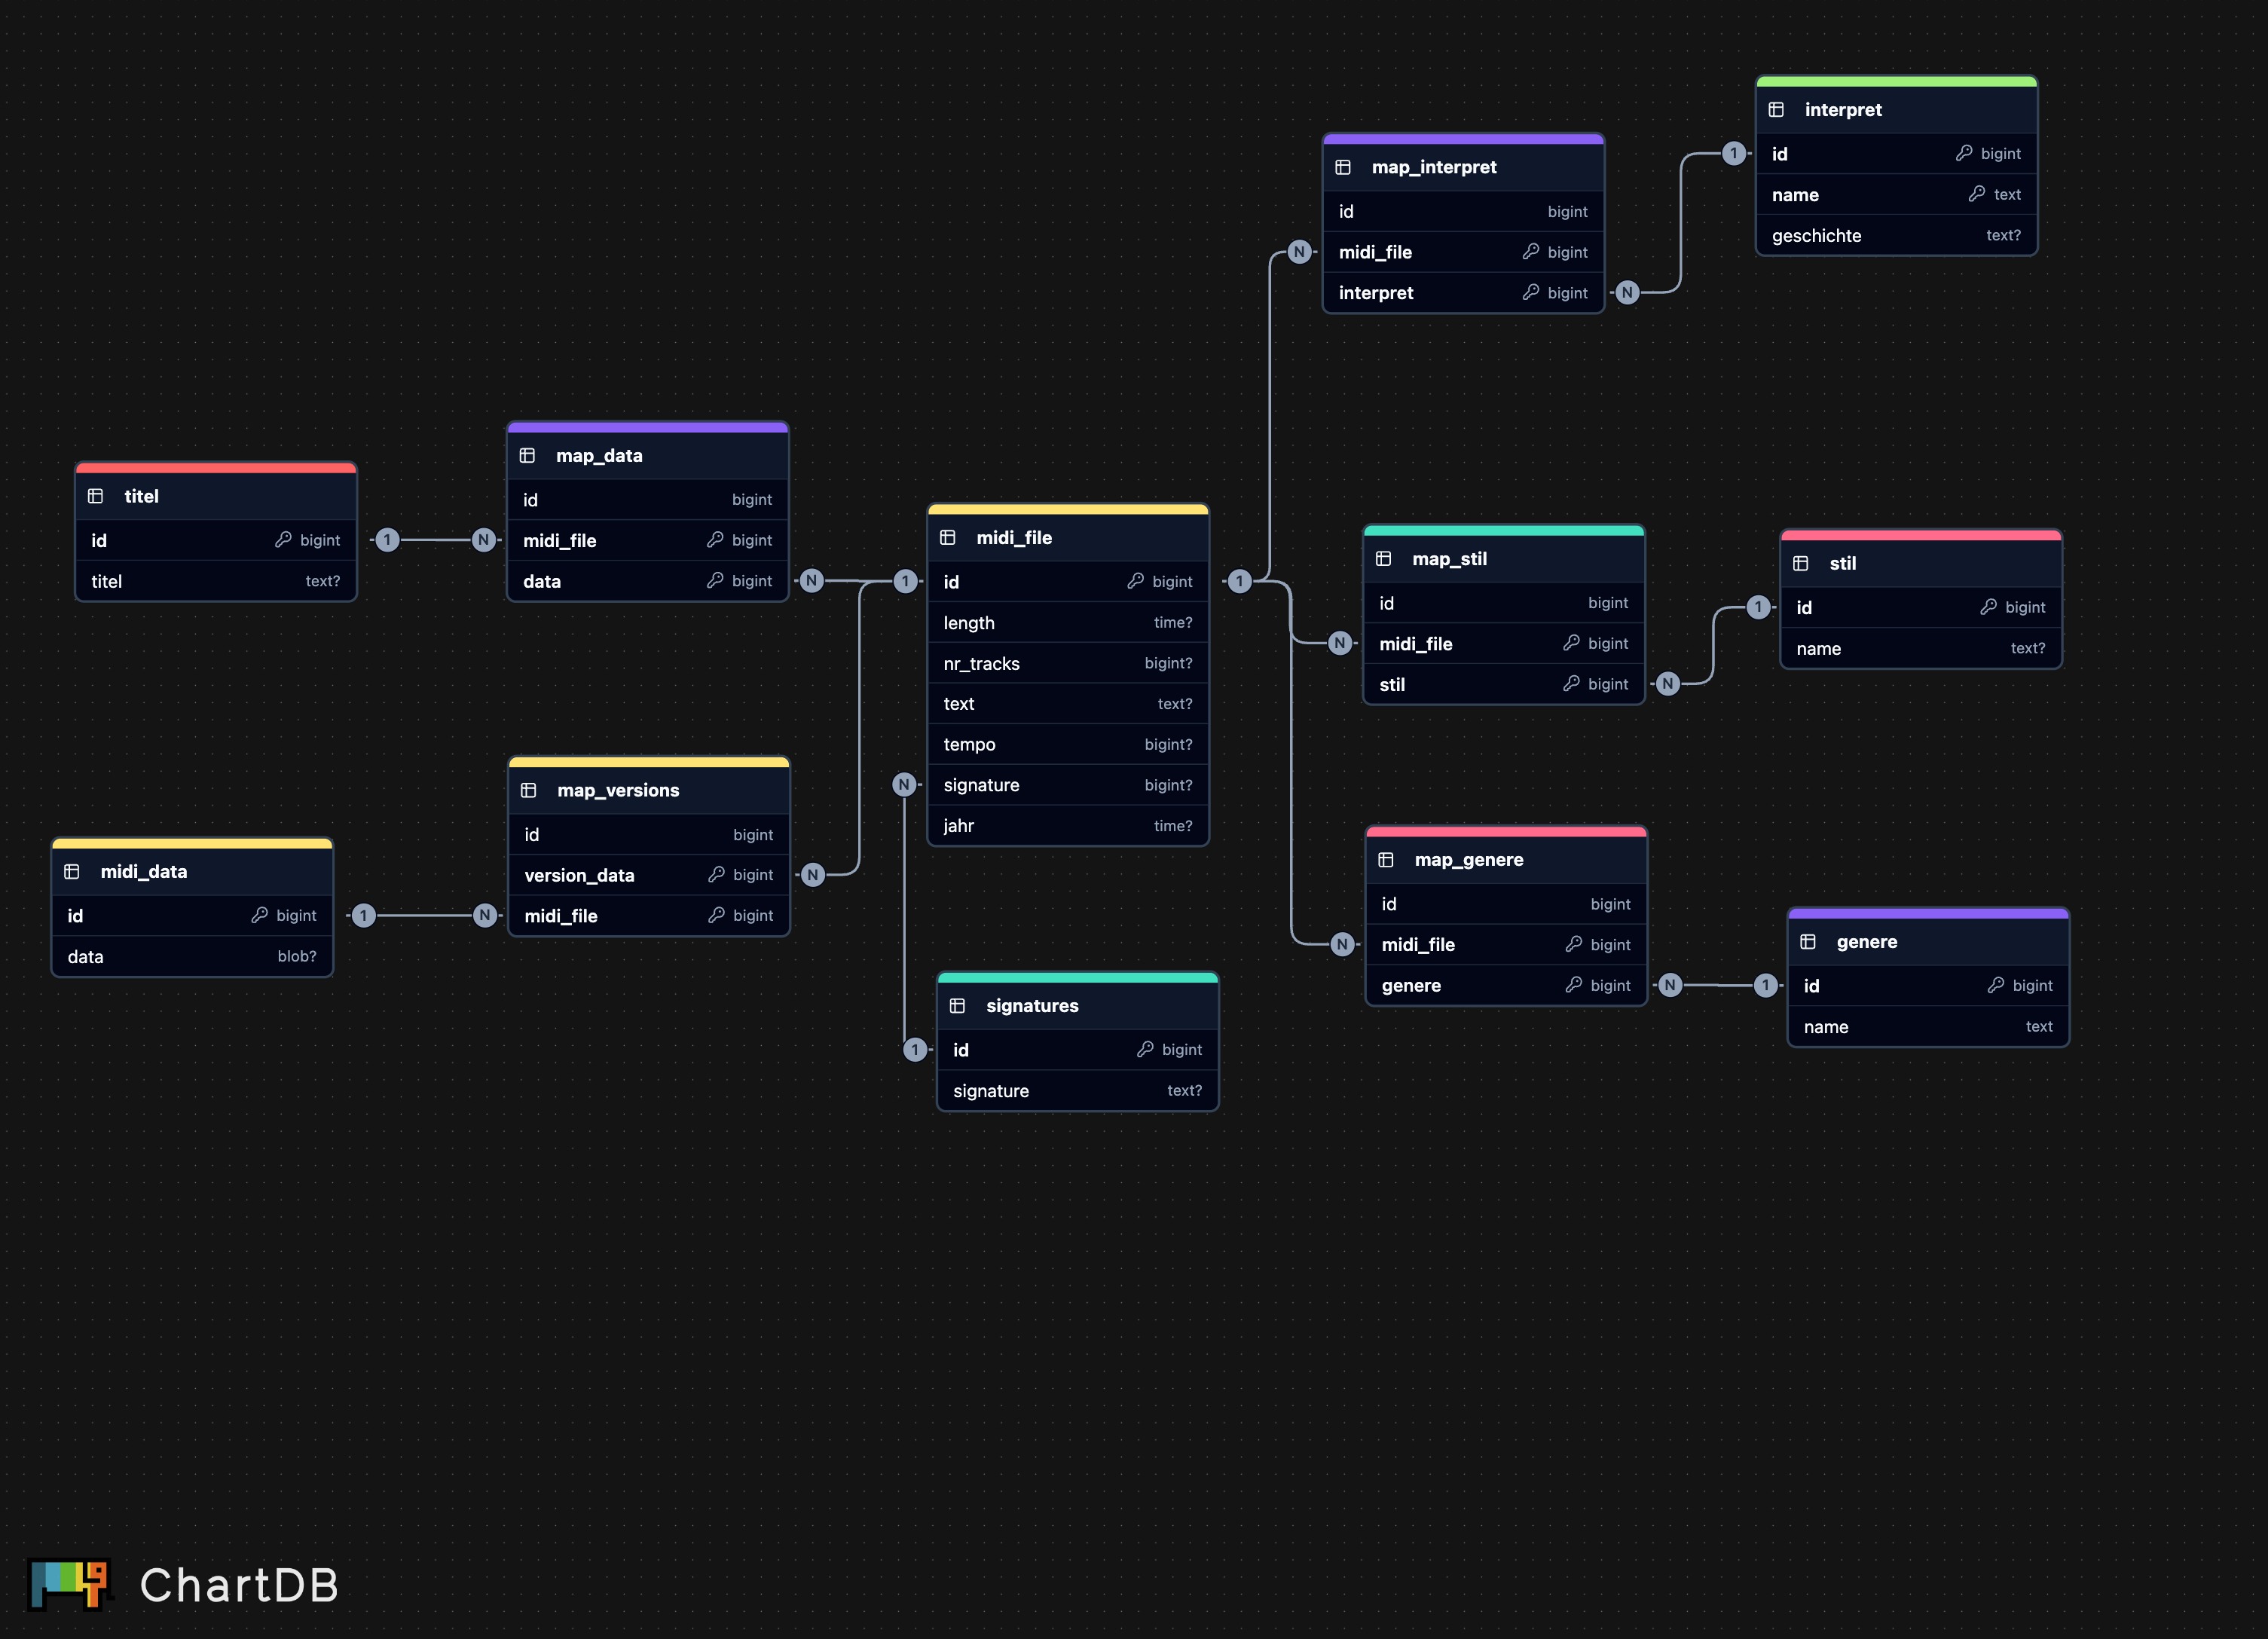 interpret
id bigint
name text
geschichte text?
map_interpret
id bigint
midi_file bigint
interpret bigint
1
N
N
map_data
id bigint
midi_file bigint
data bigint
titel
id bigint
titel text?
1
N
N
midi_file
id bigint
length time?
nr_tracks bigint?
text text?
tempo bigint?
signature bigint?
jahr time?
1
1
N
map_stil
id bigint
midi_file bigint
stil bigint
N
N
stil
id bigint
name text?
1
map_versions
id bigint
version_data bigint
midi_file bigint
N
N
midi_data
id bigint
data blob?
1
map_genere
id bigint
midi_file bigint
genere bigint
N
N
genere
id bigint
name text
1
signatures
id bigint
signature text?
1
ChartDB